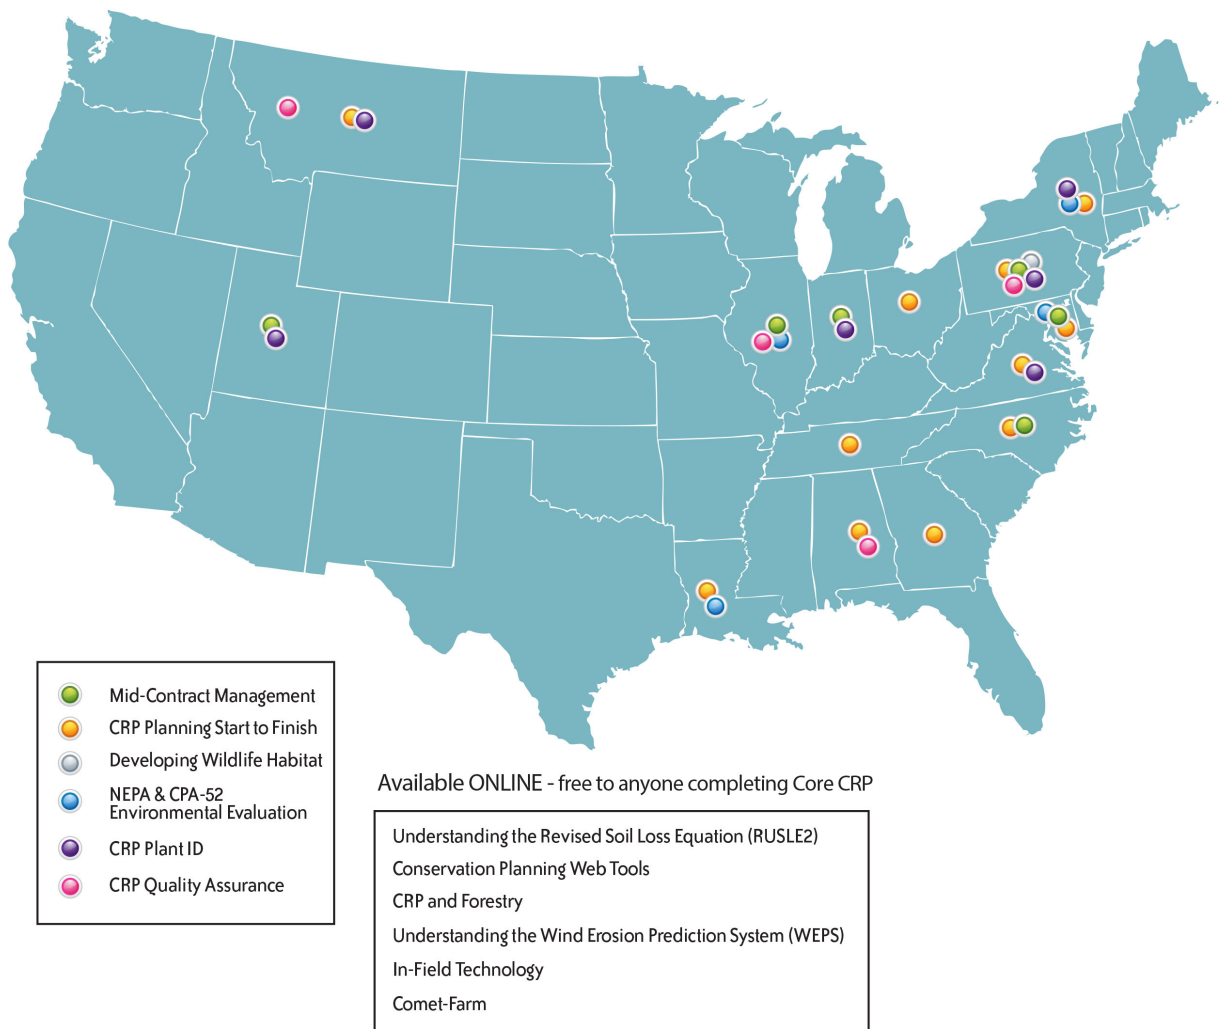 Mid-Contract Management
CRP Planning Start to Finish
Developing Wildlife Habitat
NEPA & CPA-52
Environmental Evaluation
CRP Plant ID
CRP Quality Assurance
Available ONLINE - free to anyone completing Core CRP
Understanding the Revised Soil Loss Equation (RUSLE2)
Conservation Planning Web Tools
CRP and Forestry
Understanding the Wind Erosion Prediction System (WEPS)
In-Field Technology
Comet-Farm